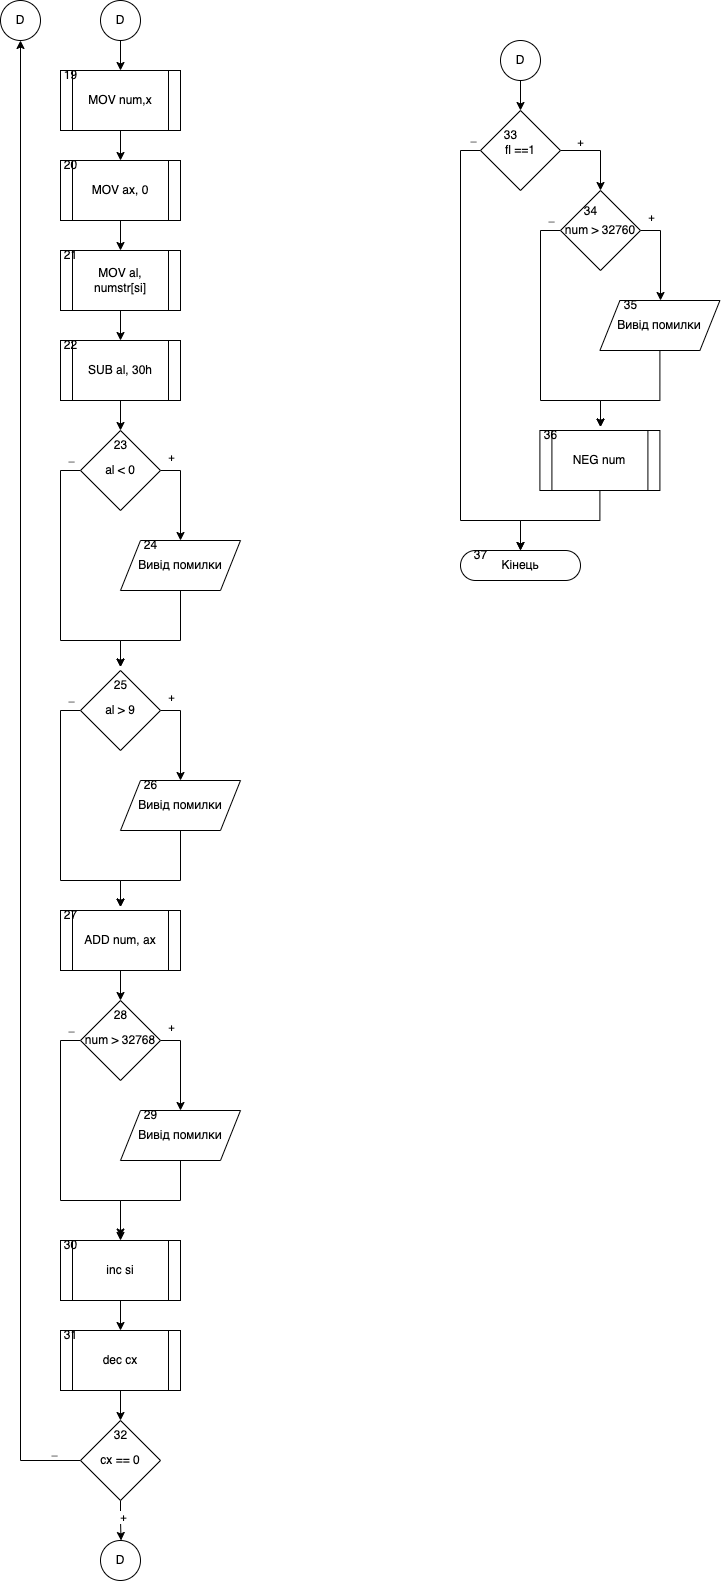 D
D
19
MOV num,x
20
MOV ax, 0
21
MOV al,
numstr[si]
22
SUB al, 30h
23
al < 0
–
+
24
Вивід помилки
25
al > 9
–
+
26
Вивід помилки
27
ADD num, ax
28
num > 32768
–
+
29
Вивід помилки
30
inc si
31
dec cx
32
cx == 0
–
+
D
D
33
fl ==1
–
+
34
num > 32760
–
+
35
Вивід помилки
36
NEG num
37
Кінець